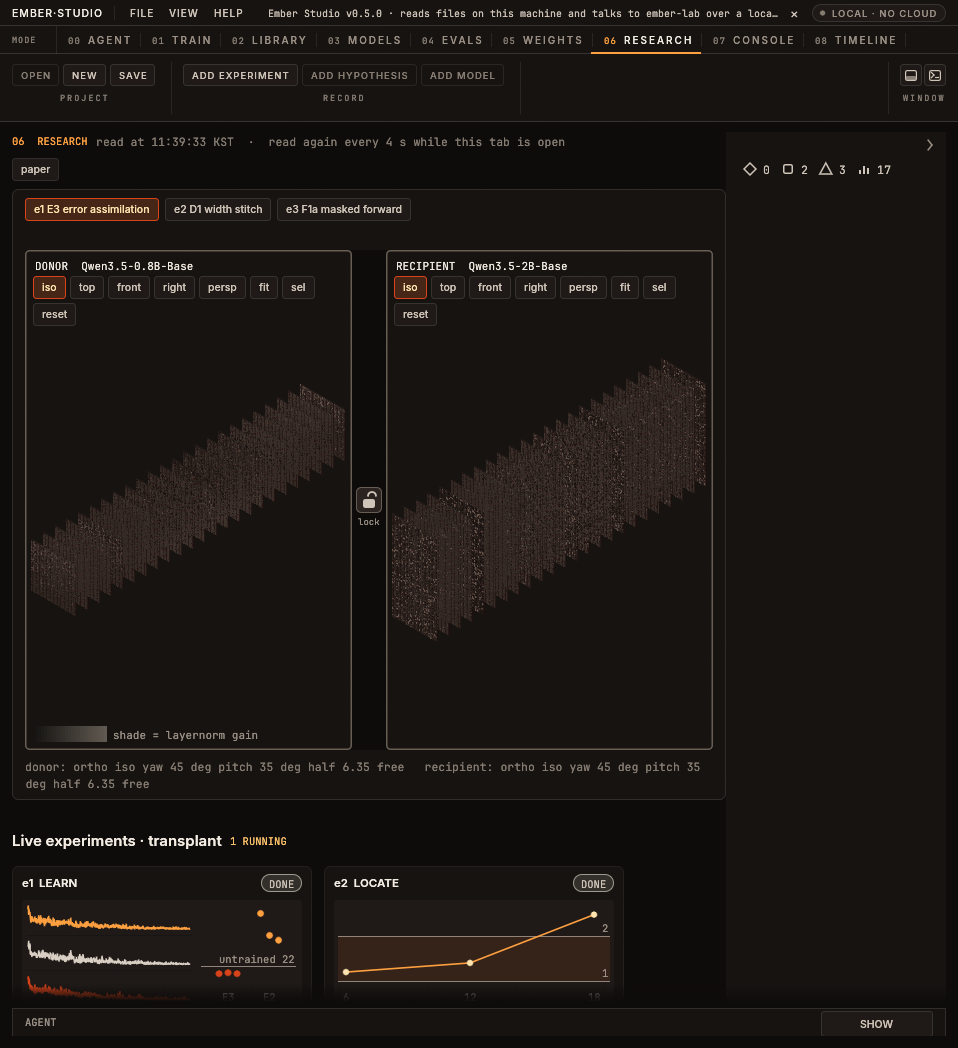 EMBER·STUDIO FILE VIEW HELP Ember Studio v0.5.0 · reads files on this machine and talks to ember-lab over a loca… × LOCAL · NO CLOUD
MODE 00 AGENT 01 TRAIN 02 LIBRARY 03 MODELS 04 EVALS 05 WEIGHTS 06 RESEARCH 07 CONSOLE 08 TIMELINE
OPEN NEW SAVE ADD EXPERIMENT ADD HYPOTHESIS ADD MODEL
PROJECT RECORD WINDOW
06 RESEARCH read at 11:39:33 KST · read again every 4 s while this tab is open
paper
0 2 3 17
e1 E3 error assimilation e2 D1 width stitch e3 F1a masked forward
DONOR Qwen3.5-0.8B-Base
iso top front right persp fit sel
reset
RECIPIENT Qwen3.5-2B-Base
iso top front right persp fit sel
reset
lock
shade = layernorm gain
donor: ortho iso yaw 45 deg pitch 35 deg half 6.35 free recipient: ortho iso yaw 45 deg pitch 35
deg half 6.35 free
Live experiments · transplant 1 RUNNING
e1 LEARN DONE
untrained 22
E3 E2
e2 LOCATE DONE
2
1
6 12 18
AGENT SHOW